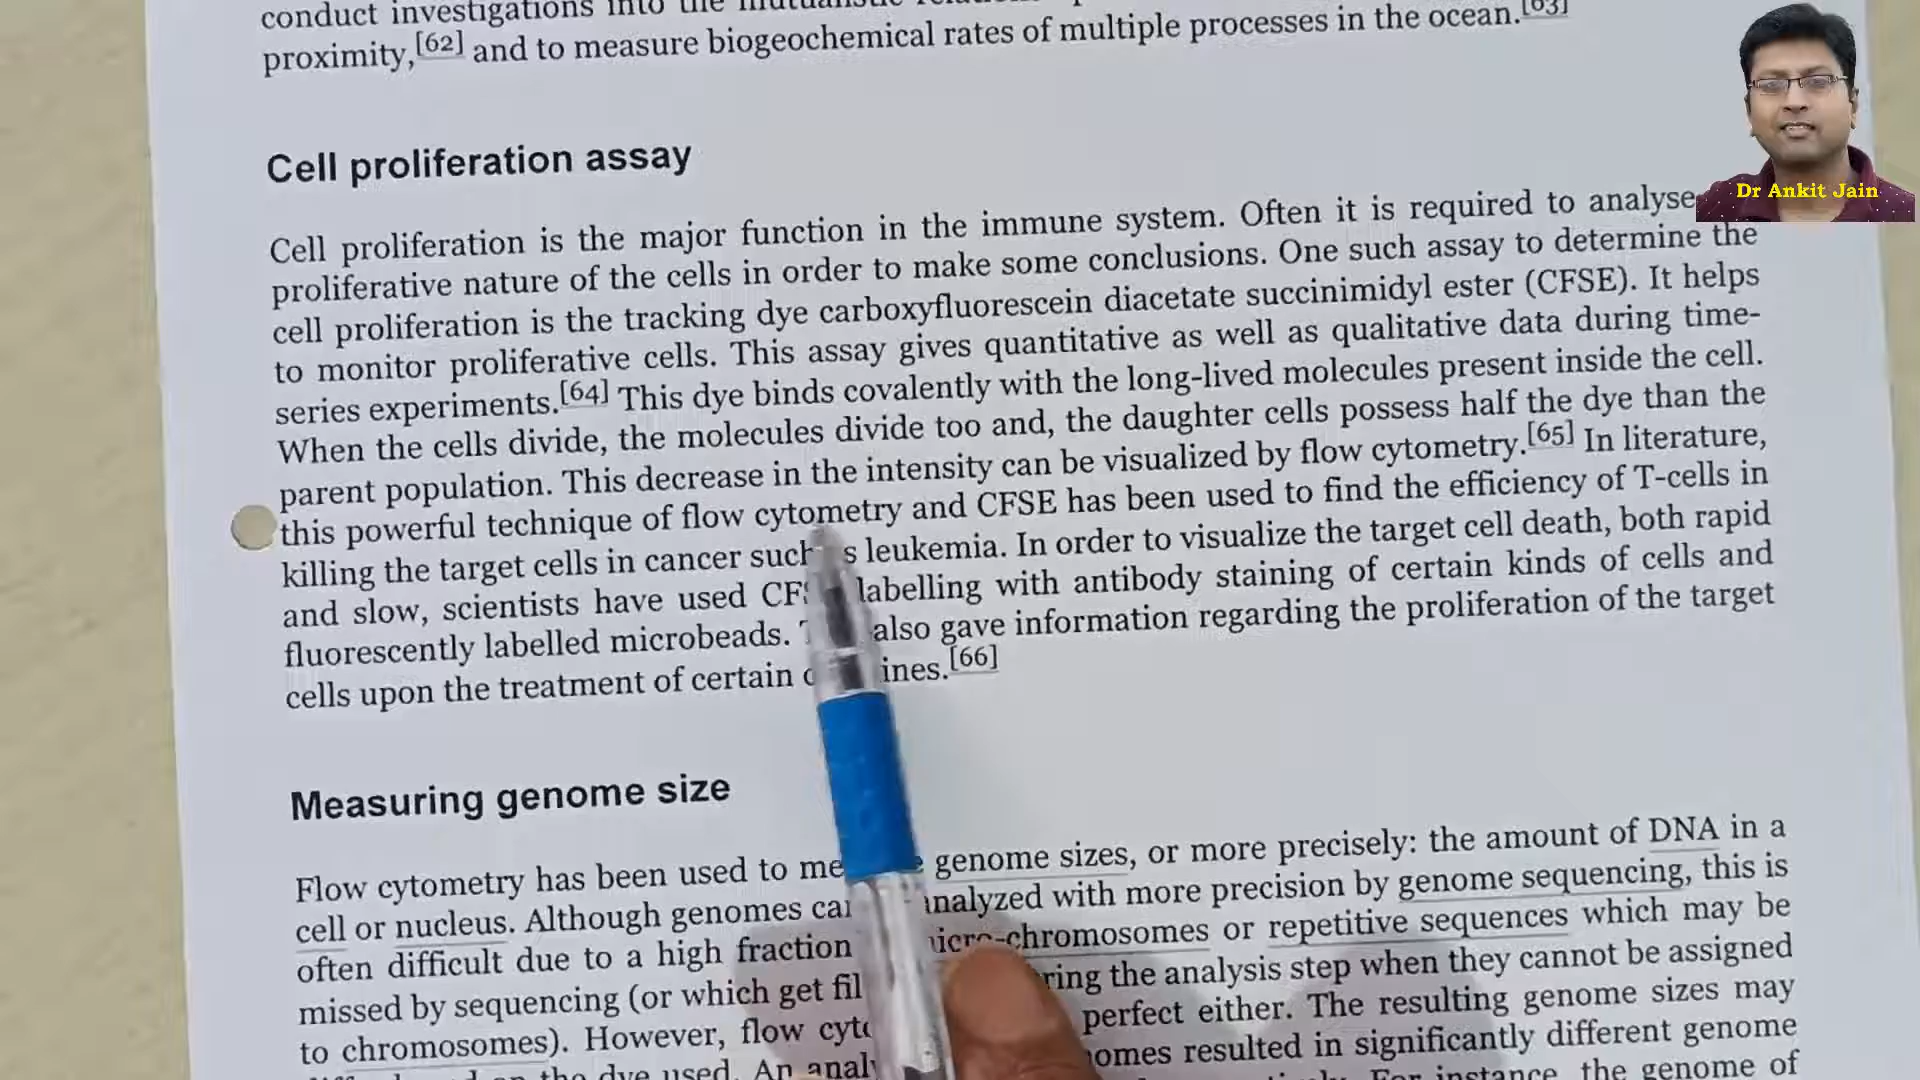 conduct investigations into the
proximity,[62] and to measure biogeochemical rates of multiple processes in the ocean.[63]
Cell proliferation assay
Cell proliferation is the major function in the immune system. Often it is required to analyse
proliferative nature of the cells in order to make some conclusions. One such assay to determine the
cell proliferation is the tracking dye carboxyfluorescein diacetate succinimidyl ester (CFSE). It helps
to monitor proliferative cells. This assay gives quantitative as well as qualitative data during time-
series experiments.[64] This dye binds covalently with the long-lived molecules present inside the cell.
When the cells divide, the molecules divide too and, the daughter cells possess half the dye than the
parent population. This decrease in the intensity can be visualized by flow cytometry.[65] In literature,
this powerful technique of flow cytometry and CFSE has been used to find the efficiency of T-cells in
killing the target cells in cancer such s leukemia. In order to visualize the target cell death, both rapid
and slow, scientists have used labelling with antibody staining of certain kinds of cells and
fluorescently labelled microbeads. also gave information regarding the proliferation of the target
cells upon the treatment of certain ines.[66]
Measuring genome size
Flow cytometry has been used to me genome sizes, or more precisely: the amount of DNA in a
cell or nucleus. Although genomes can analyzed with more precision by genome sequencing, this is
often difficult due to a high fraction micro-chromosomes or repetitive sequences which may be
missed by sequencing (or which get fil ring the analysis step when they cannot be assigned
to chromosomes). However, flow cyto perfect either. The resulting genome sizes may
the dye used. An analy omes resulted in significantly different genome
For instance, the genome of
Dr Ankit Jain